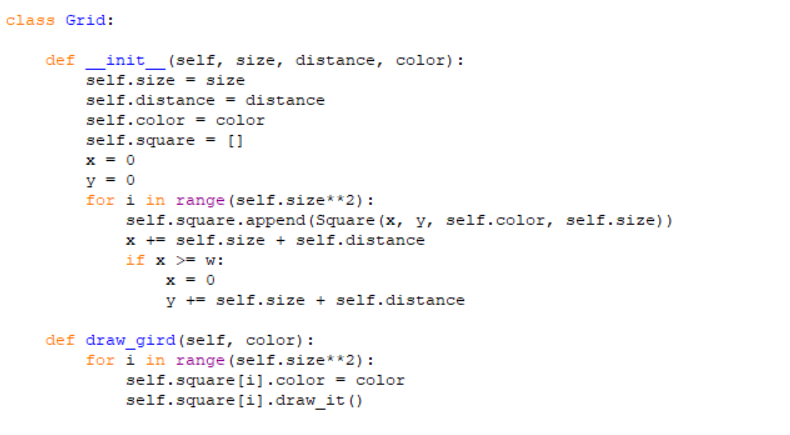 class Grid:
    def __init__(self, size, distance, color):
        self.size = size
        self.distance = distance
        self.color = color
        self.square = []
        x = 0
        y = 0
        for i in range(self.size**2):
            self.square.append(Square(x, y, self.color, self.size))
            x += self.size + self.distance
            if x >= w:
                x = 0
                y += self.size + self.distance
    def draw_gird(self, color):
        for i in range(self.size**2):
            self.square[i].color = color
            self.square[i].draw_it()